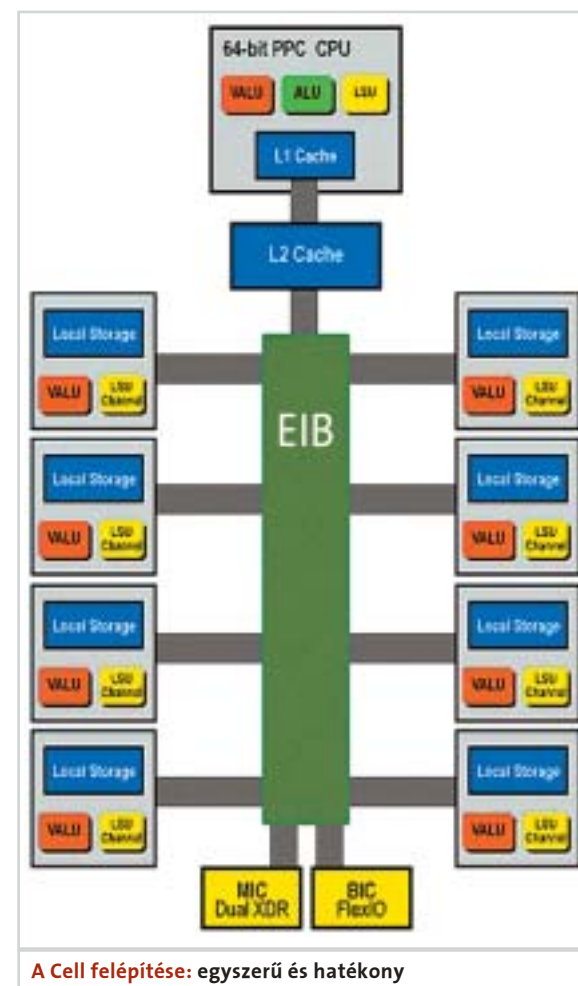 64-bit PPC CPU
VALU ALU LSU
L1 Cache
L2 Cache
Local Storage
VALU LSU Channel
Local Storage
VALU LSU Channel
EIB
Local Storage
VALU LSU Channel
Local Storage
VALU LSU Channel
Local Storage
VALU LSU Channel
Local Storage
VALU LSU Channel
Local Storage
VALU LSU Channel
Local Storage
VALU LSU Channel
MIC
Dual XDR
BIC
FlexIO
A Cell felépítése: egyszerű és hatékony